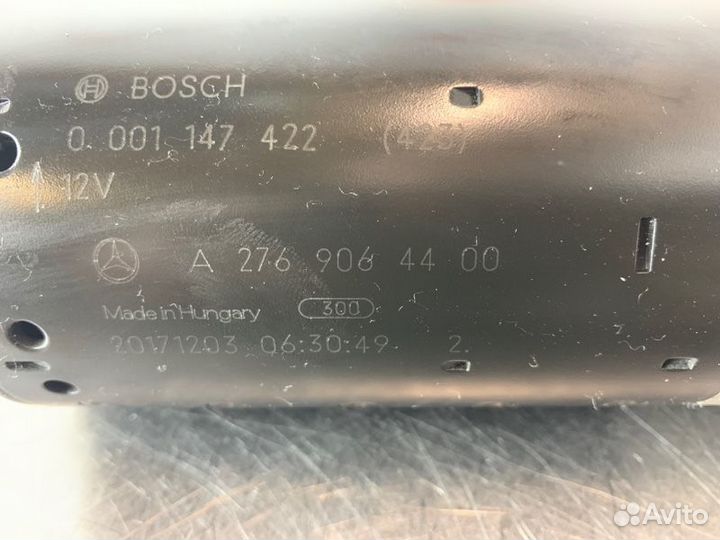 BOSCH
0 001 147 422 (423)
12V
A 276 906 44 00
Made in Hungary 300
20171203 06:30:49 2
Avito